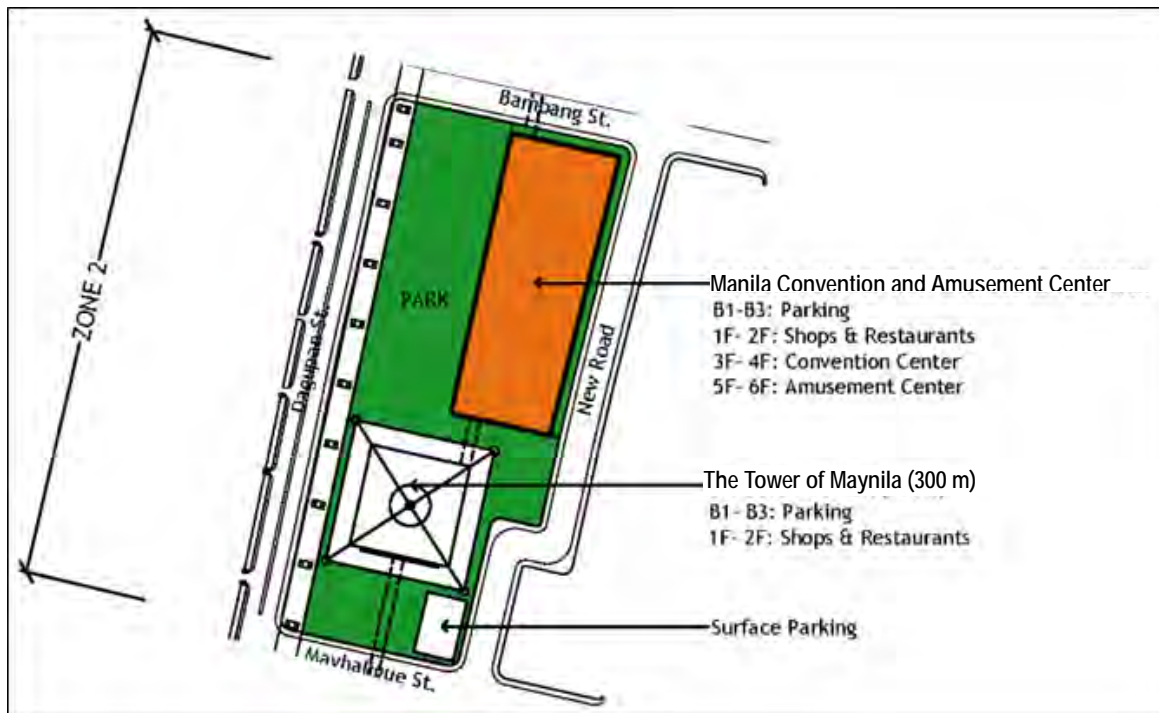 Bambang St.
ZONE 2
PARK
Dagupan St.
New Road
Manila Convention and Amusement Center
B1-B3: Parking
1F- 2F: Shops & Restaurants
3F- 4F: Convention Center
5F- 6F: Amusement Center
The Tower of Maynila (300 m)
B1- B3: Parking
1F- 2F: Shops & Restaurants
Surface Parking
St.